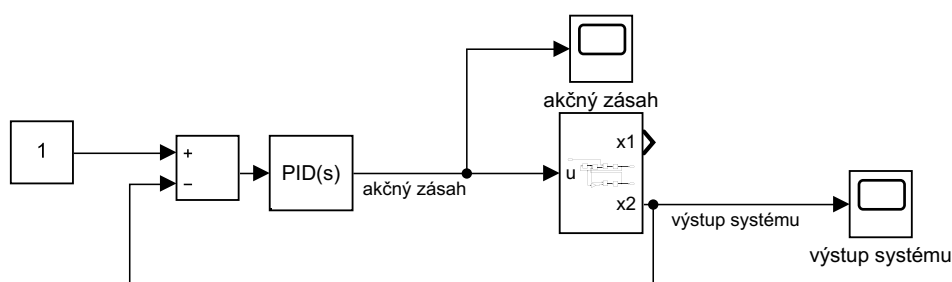 akčný zásah
1
+
−
PID(s)
akčný zásah
u
x1
x2
výstup systému
výstup systému